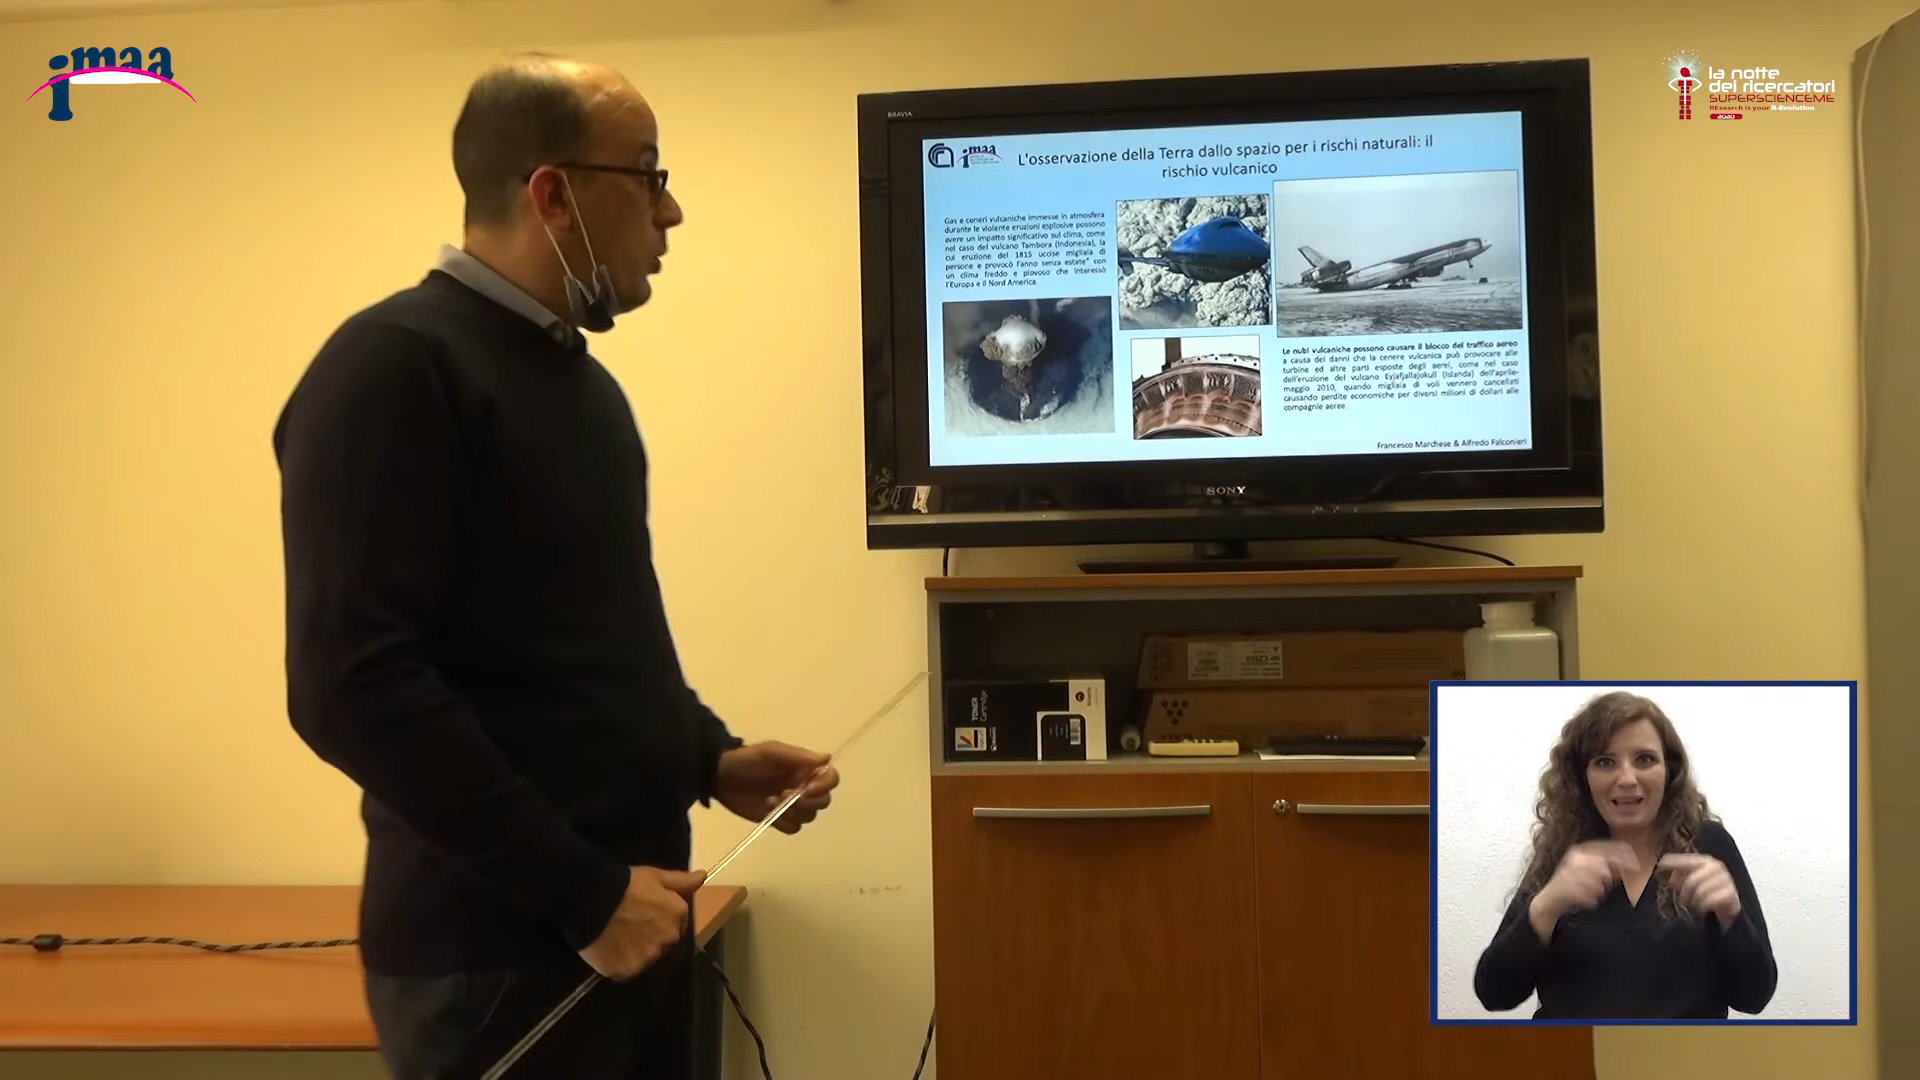 imaa
la notte
dei ricercatori
SUPERSCIENCEME
REsearch is your R-Evolution
2020
BRAVIA
imaa
L'osservazione della Terra dallo spazio per i rischi naturali: il
rischio vulcanico
Gas e ceneri vulcaniche immesse in atmosfera
durante le violente eruzioni esplosive possono
avere un impatto significativo sul clima, come
nel caso del vulcano Tambora (Indonesia), la
cui eruzione del 1815 uccise migliaia di
persone e provocò l'anno senza estate" con
un clima freddo e piovoso che interessò
l'Europa e il Nord America.
Le nubi vulcaniche possono causare il blocco del traffico aereo
a causa dei danni che la cenere vulcanica può provocare alle
turbine ed altre parti esposte degli aerei, come nel caso
dell'eruzione del vulcano Eyjafjallajokull (Islanda) dell'aprile-
maggio 2010, quando migliaia di voli vennero cancellati
causando perdite economiche per diversi milioni di dollari alle
compagnie aeree.
Francesco Marchese & Alfredo Falconieri
SONY
TONER
Cartridge